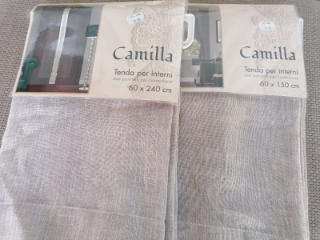 Camilla
Tenda per interni
60 x 240 cm
Camilla
Tenda per interni
60 x 150 cm